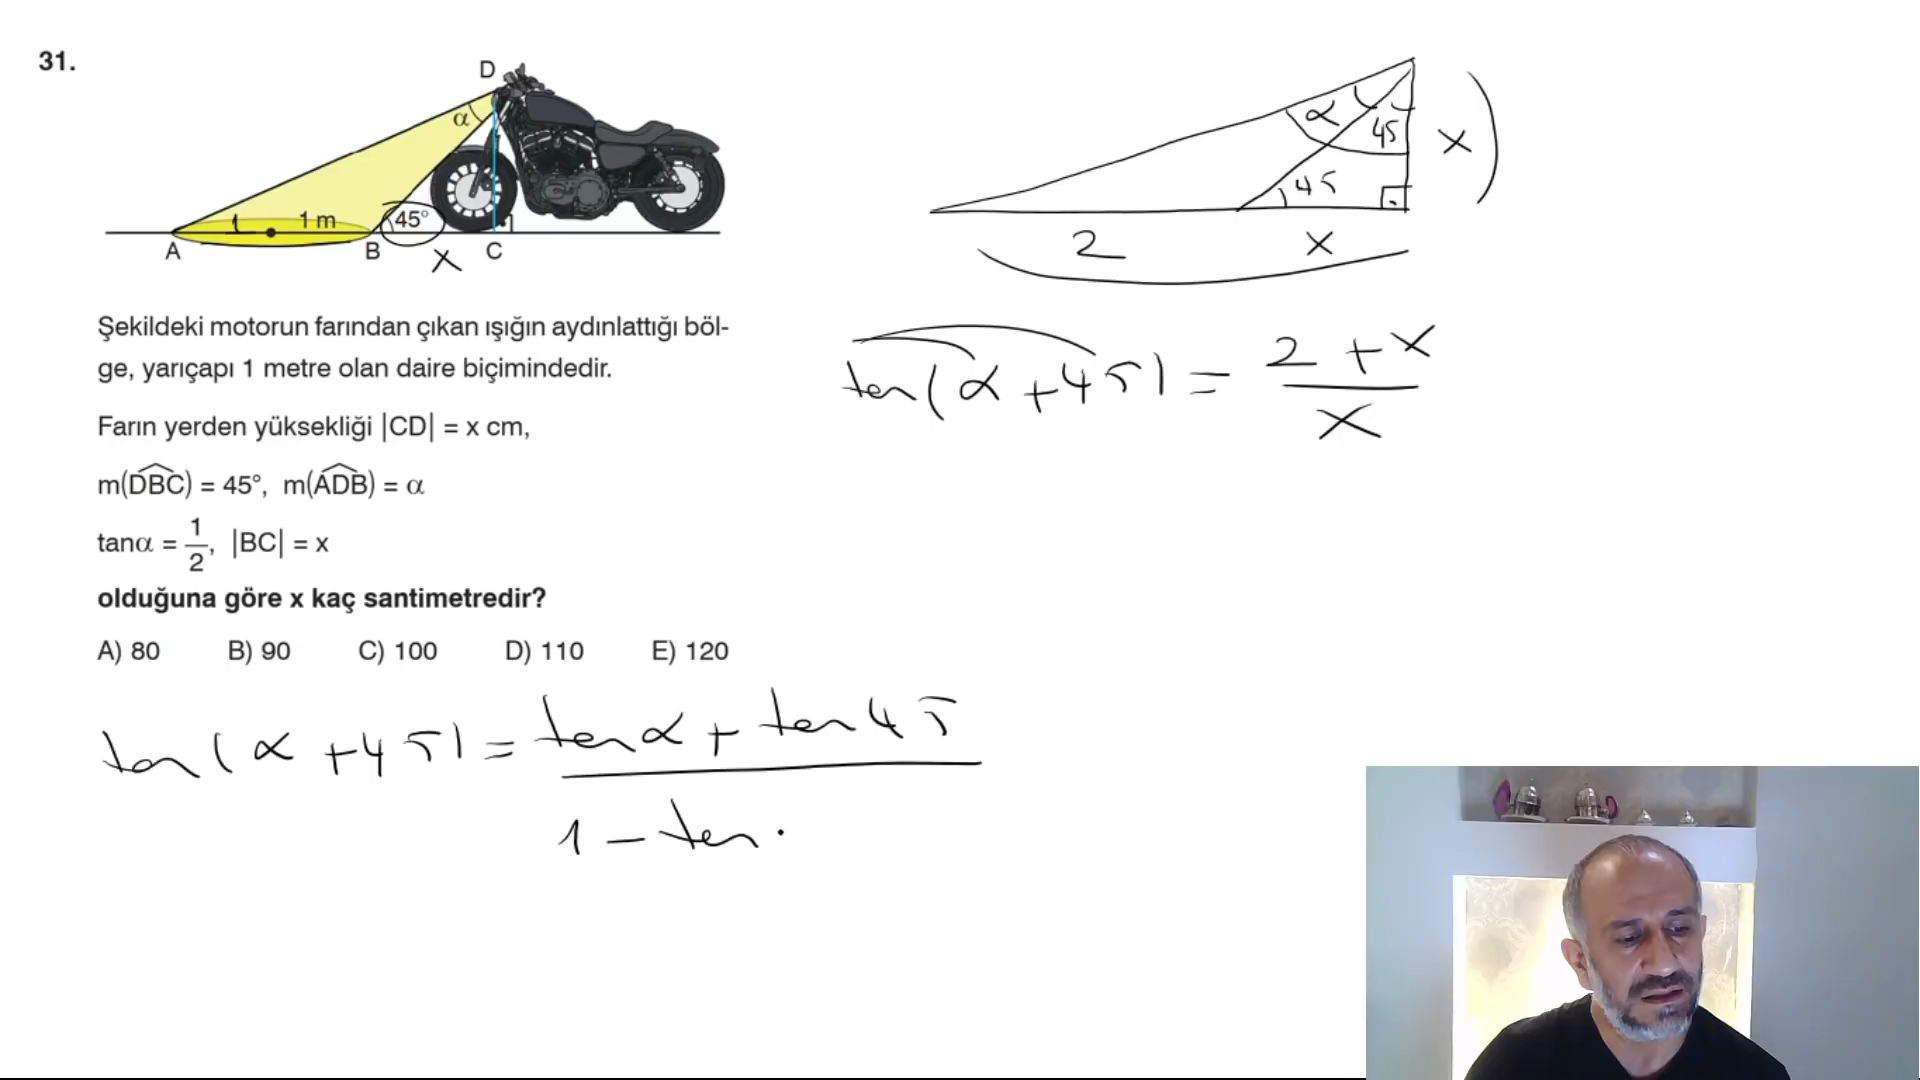 31.
D
α
1 1 m 45°
A B x C
Şekildeki motorun farından çıkan ışığın aydınlattığı böl-
ge, yarıçapı 1 metre olan daire biçimindedir.
Farın yerden yüksekliği |CD| = x cm,
m(DBC) = 45°, m(ADB) = α
tanα = 1/2, |BC| = x
olduğuna göre x kaç santimetredir?
A) 80 B) 90 C) 100 D) 110 E) 120
tan(α + 45) = tanα + tan45
1 - tan ·
α 45 x
45
2 x
tan(α + 45) = 2 + x
x